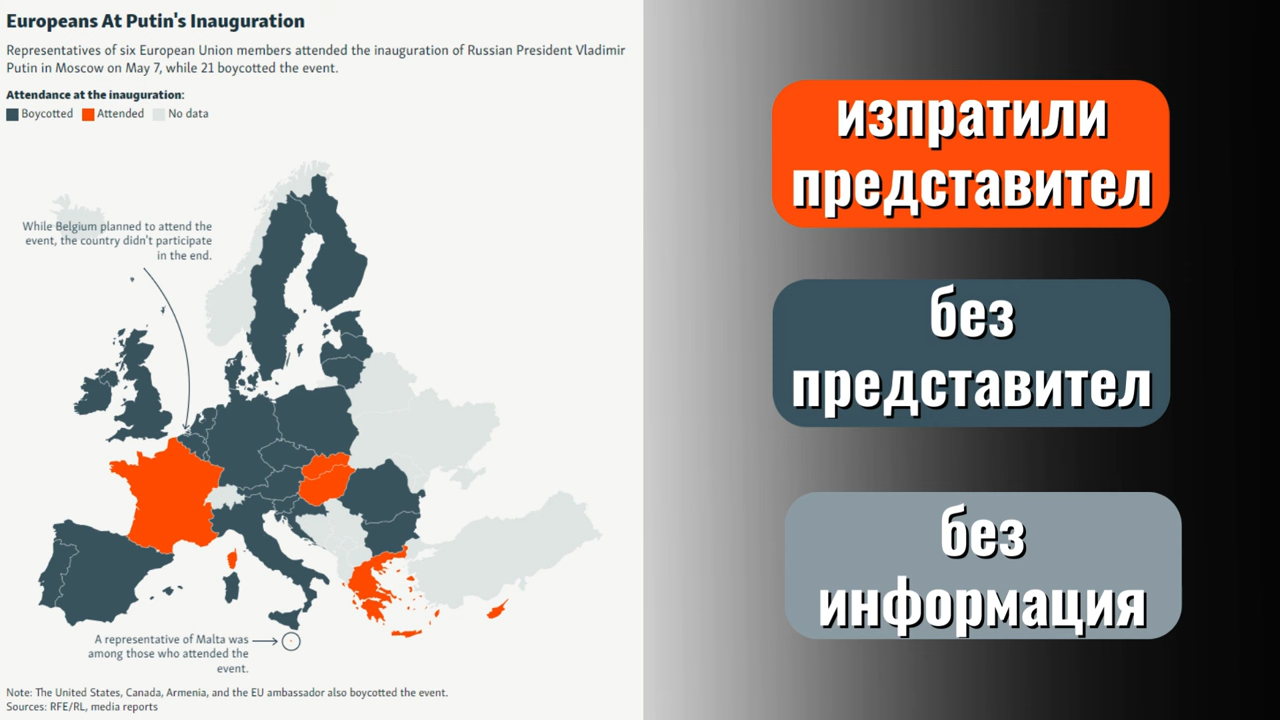 Europeans At Putin's Inauguration
Representatives of six European Union members attended the inauguration of Russian President Vladimir
Putin in Moscow on May 7, while 21 boycotted the event.
Attendance at the inauguration:
Boycotted Attended No data
While Belgium planned to attend the
event, the country didn't participate
in the end.
A representative of Malta was
among those who attended the
event.
Note: The United States, Canada, Armenia, and the EU ambassador also boycotted the event.
Sources: RFE/RL, media reports
изпратили
представител
без
представител
без
информация